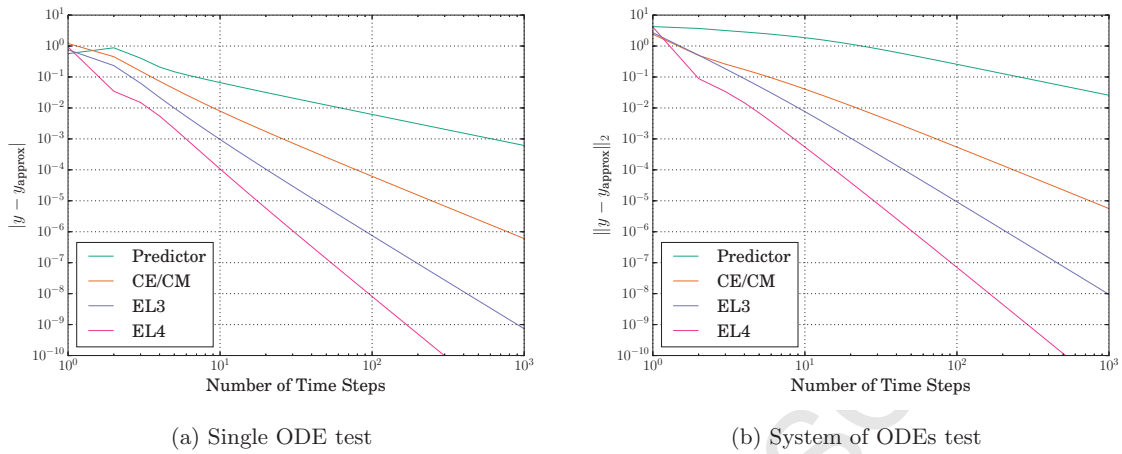 10^1
10^0
10^-1
10^-2
10^-3
10^-4
10^-5
10^-6
10^-7
10^-8
10^-9
10^-10
|y − y_approx|
Predictor
CE/CM
EL3
EL4
10^0 10^1 10^2 10^3
Number of Time Steps
(a) Single ODE test
10^1
10^0
10^-1
10^-2
10^-3
10^-4
10^-5
10^-6
10^-7
10^-8
10^-9
10^-10
||y − y_approx||_2
Predictor
CE/CM
EL3
EL4
10^0 10^1 10^2 10^3
Number of Time Steps
(b) System of ODEs test